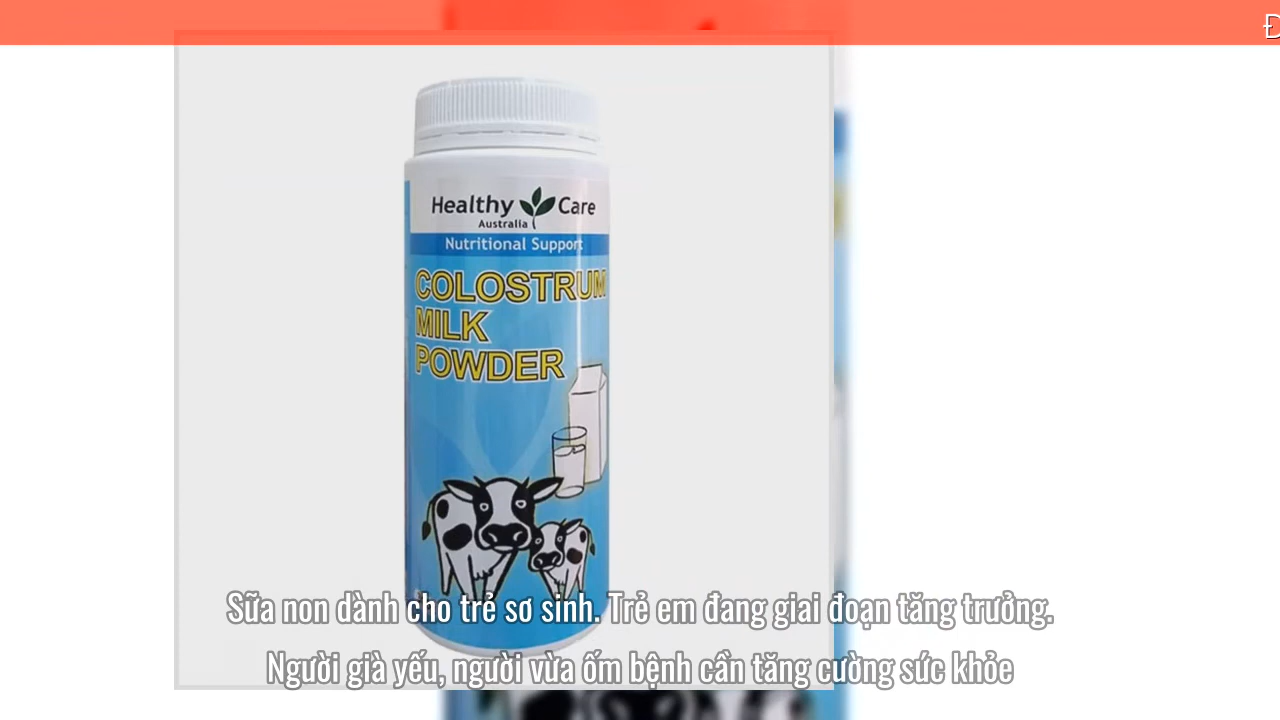 Đ
Healthy Care
Australia
Nutritional Support
COLOSTRUM
MILK
POWDER
Sữa non dành cho trẻ sơ sinh. Trẻ em đang giai đoạn tăng trưởng.
Người già yếu, người vừa ốm bệnh cần tăng cường sức khỏe